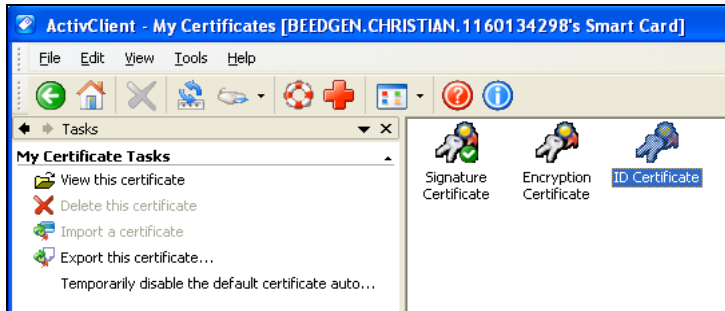 ActivClient - My Certificates [BEEDGEN.CHRISTIAN.1160134298's Smart Card]
File Edit View Tools Help
Tasks
My Certificate Tasks
View this certificate
Delete this certificate
Import a certificate
Export this certificate...
Temporarily disable the default certificate auto...
Signature
Certificate
Encryption
Certificate
ID Certificate